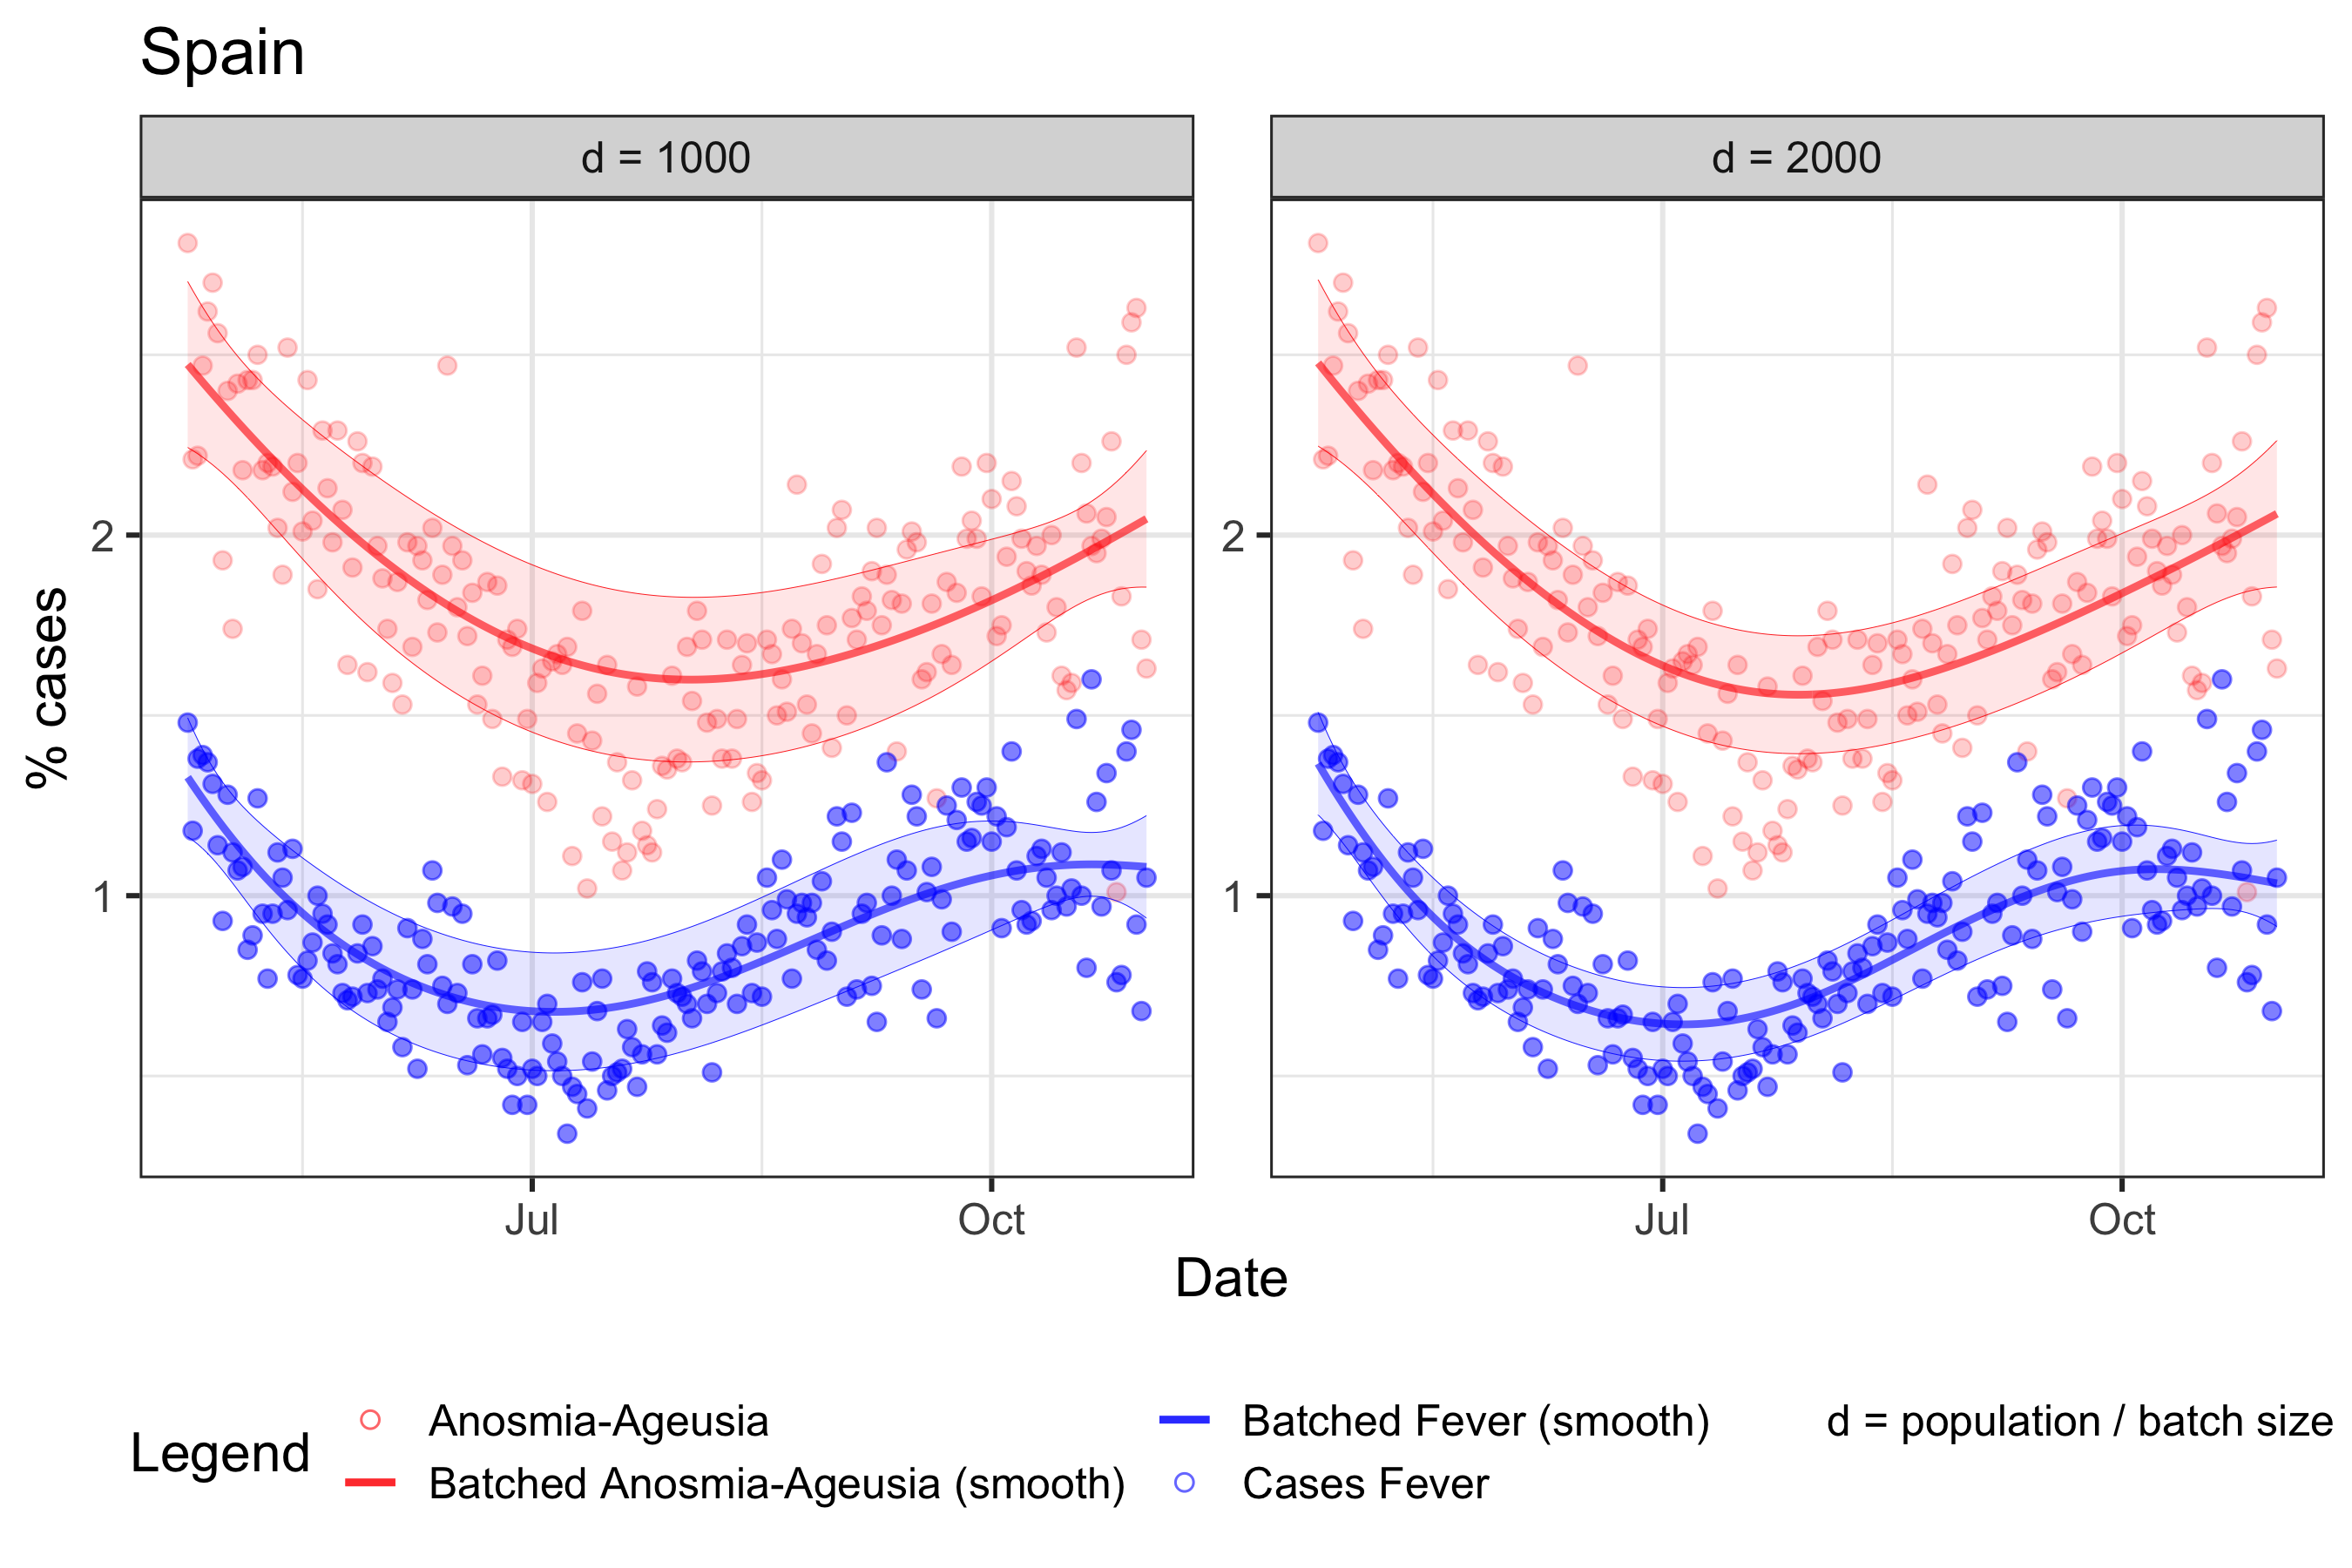 Spain
d = 1000
d = 2000
% cases
2
1
2
1
Jul
Oct
Jul
Oct
Date
Legend
Anosmia-Ageusia
Batched Anosmia-Ageusia (smooth)
Batched Fever (smooth)
Cases Fever
d = population / batch size